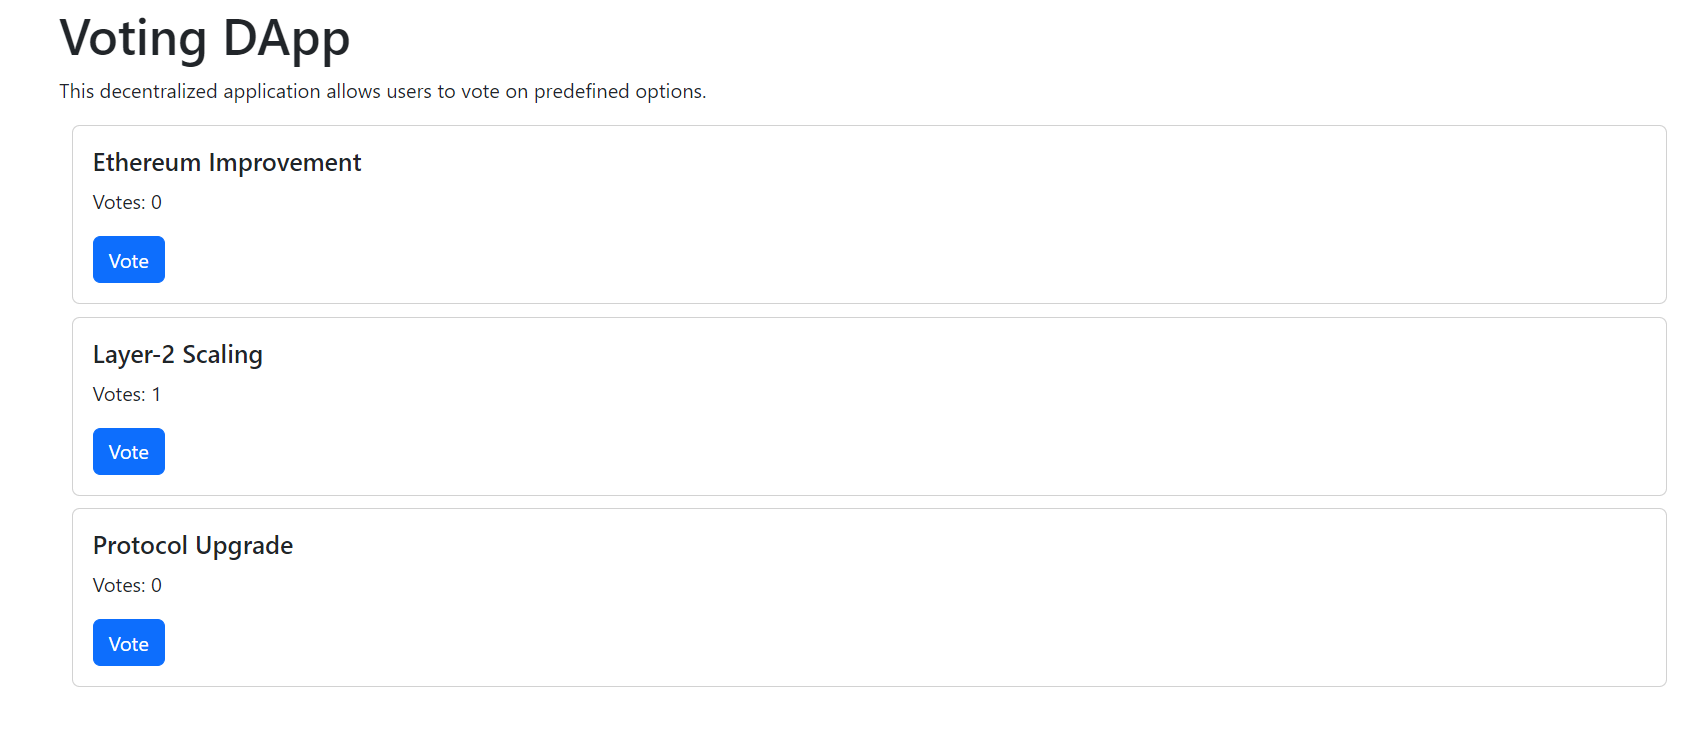 Voting DApp
This decentralized application allows users to vote on predefined options.
Ethereum Improvement
Votes: 0
Vote
Layer-2 Scaling
Votes: 1
Vote
Protocol Upgrade
Votes: 0
Vote